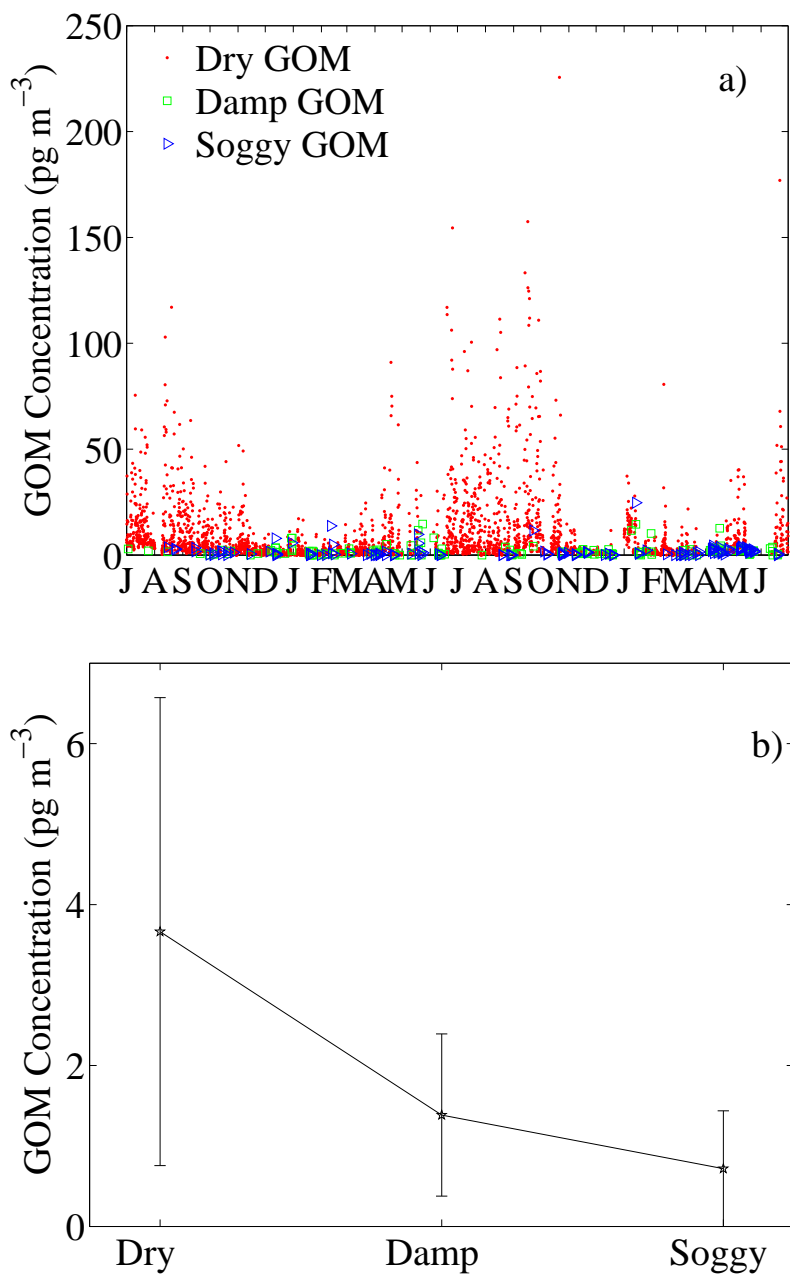 250
200
150
100
50
0
GOM Concentration (pg m−3)
Dry GOM
Damp GOM
Soggy GOM
a)
J A S O N D J F M A M J J A S O N D J F M A M J
6
4
2
0
GOM Concentration (pg m−3)
b)
Dry Damp Soggy